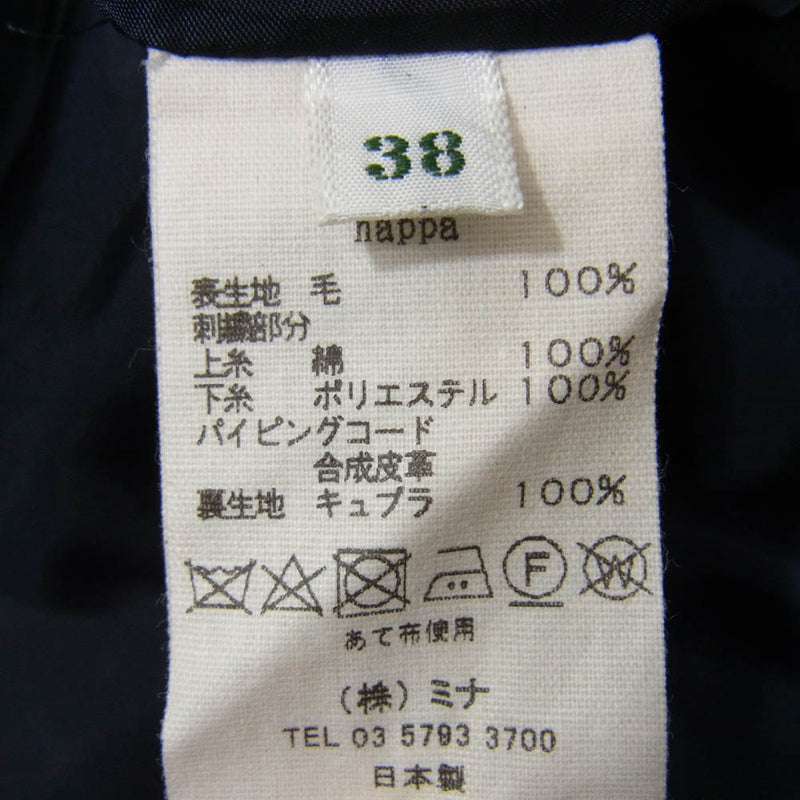 38
nappa
表生地 毛 100%
刺繍部分
上糸 綿 100%
下糸 ポリエステル 100%
パイピングコード
合成皮革
裏生地 キュプラ 100%
F W
あて布使用
(株)ミナ
TEL 03 5793 3700
日本製